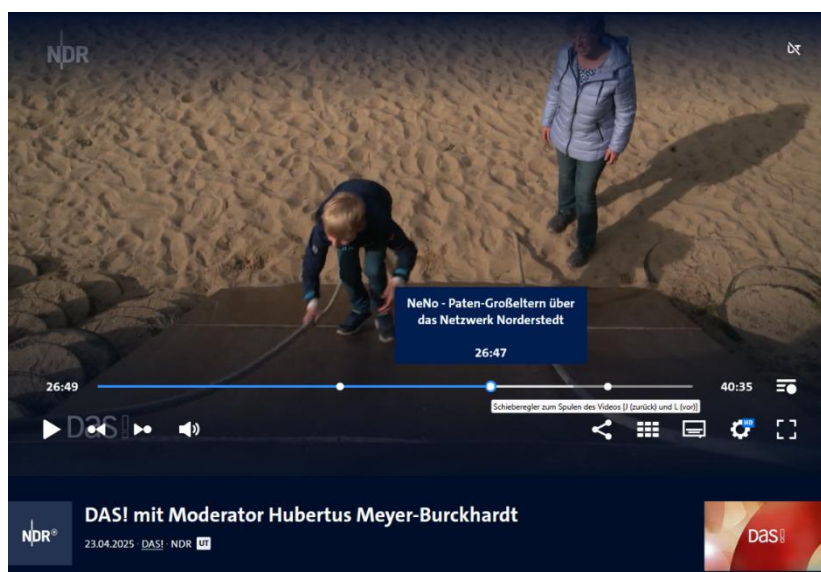 NDR
NeNo - Paten-Großeltern über
das Netzwerk Norderstedt
26:47
26:49
40:35
Schieberegler zum Spulen des Videos [J (zurück) und L (vor)]
DAS!
HD
DAS! mit Moderator Hubertus Meyer-Burckhardt
NDR®
23.04.2025 · DAS! · NDR UT
DAS!